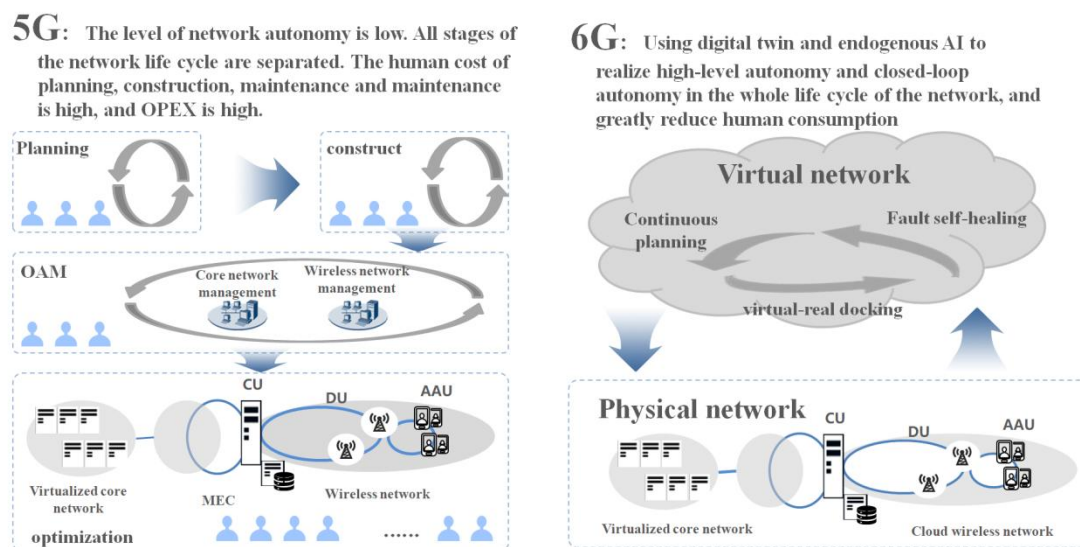 5G: The level of network autonomy is low. All stages
of the network life cycle are separated. The human cost of
planning, construction, maintenance and maintenance
is high, and OPEX is high.
Planning
construct
OAM
Core network
management
Wireless network
management
CU
DU
AAU
Virtualized core
network
MEC
Wireless network
optimization
......
6G: Using digital twin and endogenous AI to
realize high-level autonomy and closed-loop
autonomy in the whole life cycle of the network, and
greatly reduce human consumption
Virtual network
Continuous
planning
Fault self-healing
virtual-real docking
Physical network
CU
DU
AAU
Virtualized core network
Cloud wireless network